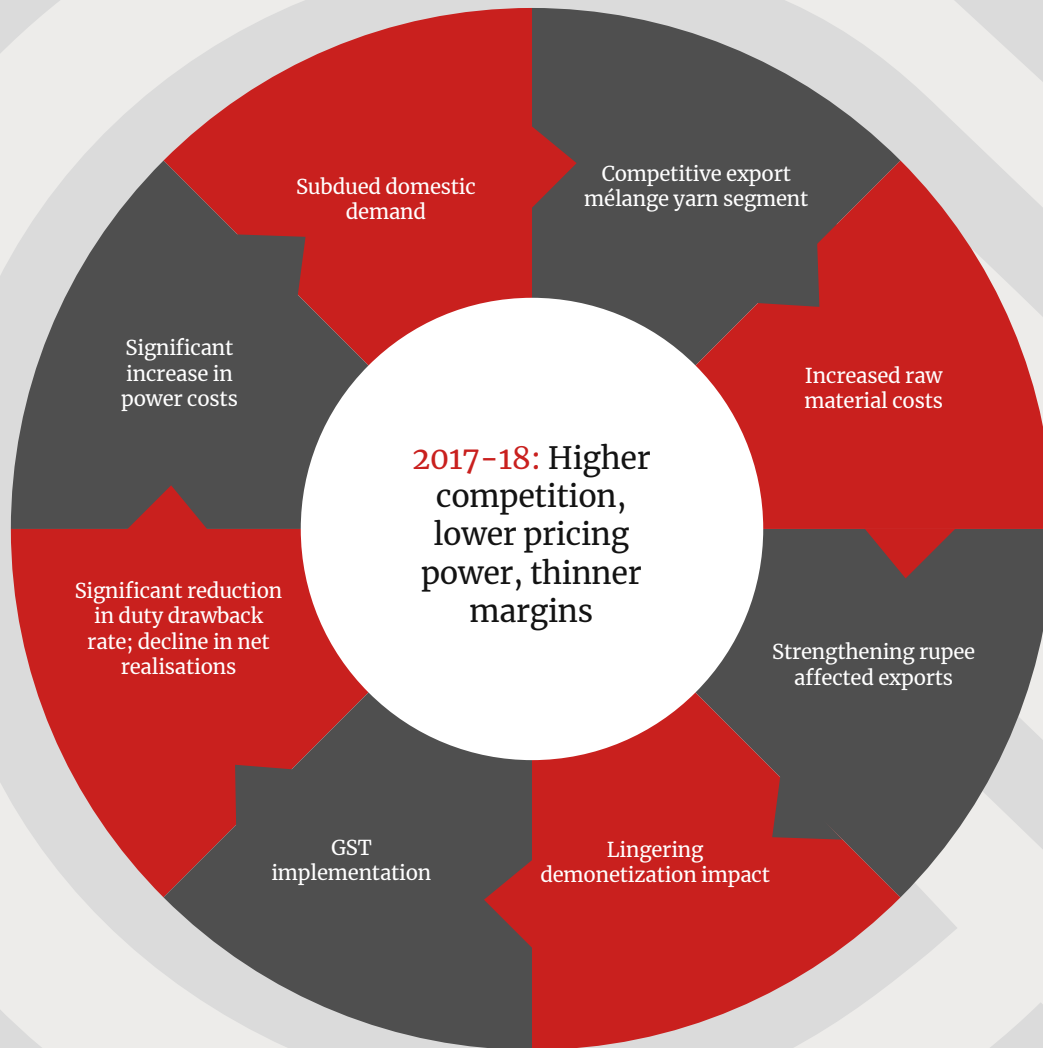 Subdued domestic
demand
Competitive export
mélange yarn segment
Increased raw
material costs
Strengthening rupee
affected exports
Lingering
demonetization impact
GST
implementation
Significant reduction
in duty drawback
rate; decline in net
realisations
Significant
increase in
power costs
2017-18: Higher
competition,
lower pricing
power, thinner
margins